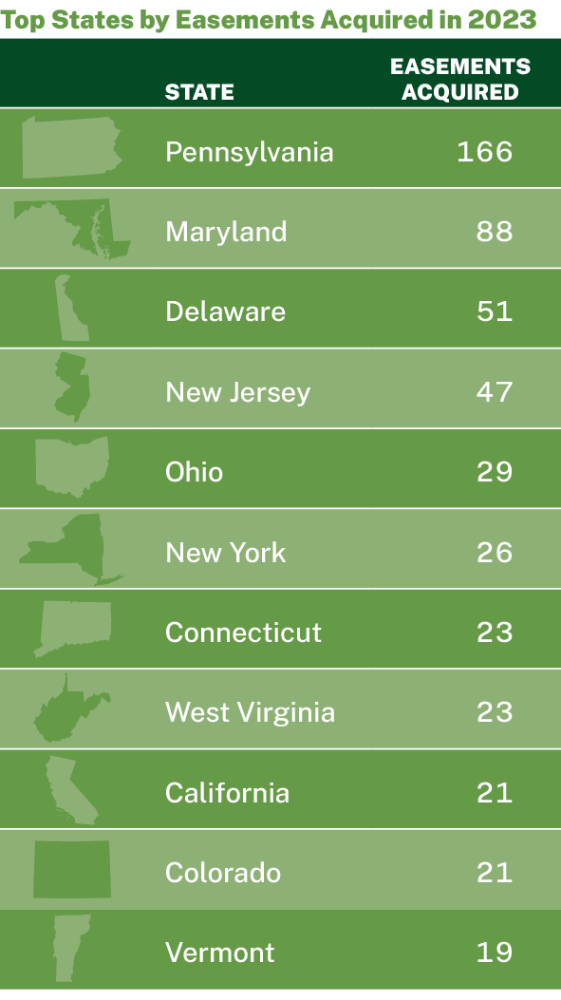 Top States by Easements Acquired in 2023
STATE EASEMENTS ACQUIRED
Pennsylvania 166
Maryland 88
Delaware 51
New Jersey 47
Ohio 29
New York 26
Connecticut 23
West Virginia 23
California 21
Colorado 21
Vermont 19